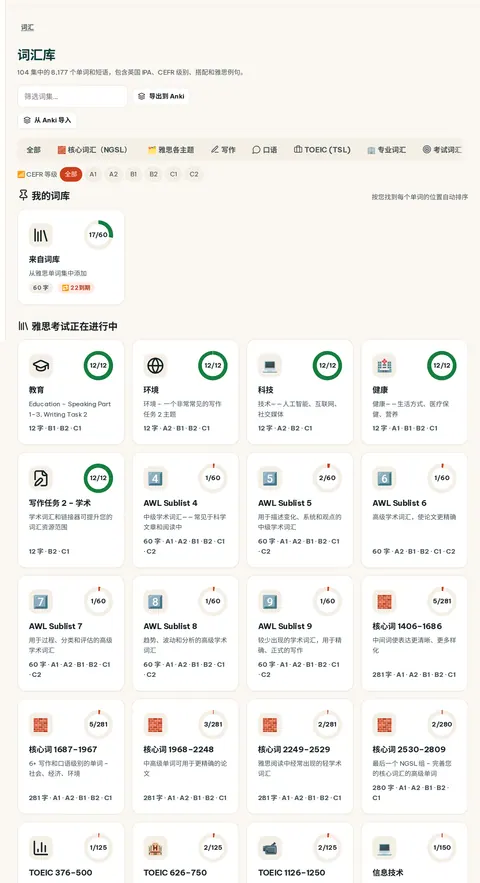 词汇
词汇库
104 集中的 8,177 个单词和短语，包含英国 IPA、CEFR 级别、搭配和雅思例句。
筛选词集...
导出到 Anki
从 Anki 导入
全部 核心词汇（NGSL） 雅思各主题 写作 口语 TOEIC (TSL) 专业词汇 考试词汇
CEFR 等级 全部 A1 A2 B1 B2 C1 C2
我的词库 按您找到每个单词的位置自动排序
17/60
来自词库
从雅思单词集中添加
60 字 22到期
雅思考试正在进行中
12/12
教育
Education – Speaking Part
1–3, Writing Task 2
12 字 · B1 · B2 · C1
12/12
环境
环境 – 一个非常常见的写作
任务 2 主题
12 字 · A2 · B1 · B2 · C1
12/12
科技
技术——人工智能、互联网、
社交媒体
12 字 · A2 · B1 · B2 · C1
12/12
健康
健康——生活方式、医疗保
健、营养
12 字 · A1 · B1 · B2 · C1
12/12
写作任务 2 – 学术
学术词汇和链接器可提升您的
词汇资源范围
12 字 · B2 · C1
4
1/60
AWL Sublist 4
中级学术词汇——常见于科学
文章和阅读中
60 字 · A1 · A2 · B1 · B2 · C1
· C2
5
2/60
AWL Sublist 5
用于描述变化、系统和观点的
中级学术词汇
60 字 · A1 · A2 · B1 · B2 · C1
· C2
6
1/60
AWL Sublist 6
高级学术词汇，使论文更精确
60 字 · A2 · B1 · B2 · C1 · C2
7
1/60
AWL Sublist 7
用于过程、分类和评估的高级
学术词汇
60 字 · A1 · A2 · B1 · B2 · C1
· C2
8
1/60
AWL Sublist 8
趋势、波动和分析的高级学术
词汇
60 字 · A1 · A2 · B1 · B2 · C1
· C2
9
1/60
AWL Sublist 9
较少出现的学术词汇，用于精
确、正式的写作
60 字 · A1 · A2 · B1 · B2 · C1
· C2
5/281
核心词 1406–1686
中间词使表达更清晰、更多样
化
281 字 · A1 · A2 · B1 · B2 · C1
5/281
核心词 1687–1967
6+ 写作和口语级别的单词 –
社会、经济、环境
281 字 · A1 · A2 · B1 · B2 · C1
3/281
核心词 1968–2248
中高级单词可用于更精确的论
文
281 字 · A1 · A2 · B1 · B2 · C1
2/281
核心词 2249–2529
雅思阅读中经常出现的轻学术
词汇
281 字 · A1 · A2 · B1 · B2 · C1
2/280
核心词 2530–2809
最后一个 NGSL 组 – 完善您
的核心词汇的高级单词
280 字 · A1 · A2 · B1 · B2 ·
C1
1/125
TOEIC 376–500
2/125
TOEIC 626–750
2/125
TOEIC 1126–1250
1/150
信息技术